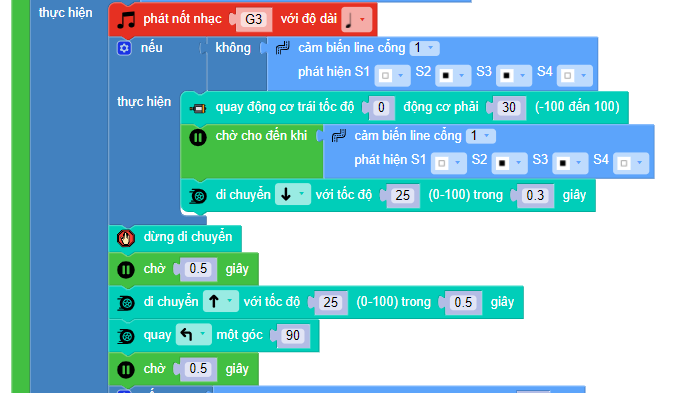 thực hiện
phát nốt nhạc G3 với độ dài
nếu không cảm biến line cổng 1
phát hiện S1 S2 S3 S4
thực hiện quay động cơ trái tốc độ 0 động cơ phải 30 (-100 đến 100)
chờ cho đến khi cảm biến line cổng 1
phát hiện S1 S2 S3 S4
di chuyển với tốc độ 25 (0-100) trong 0.3 giây
dừng di chuyển
chờ 0.5 giây
di chuyển với tốc độ 25 (0-100) trong 0.5 giây
quay một góc 90
chờ 0.5 giây